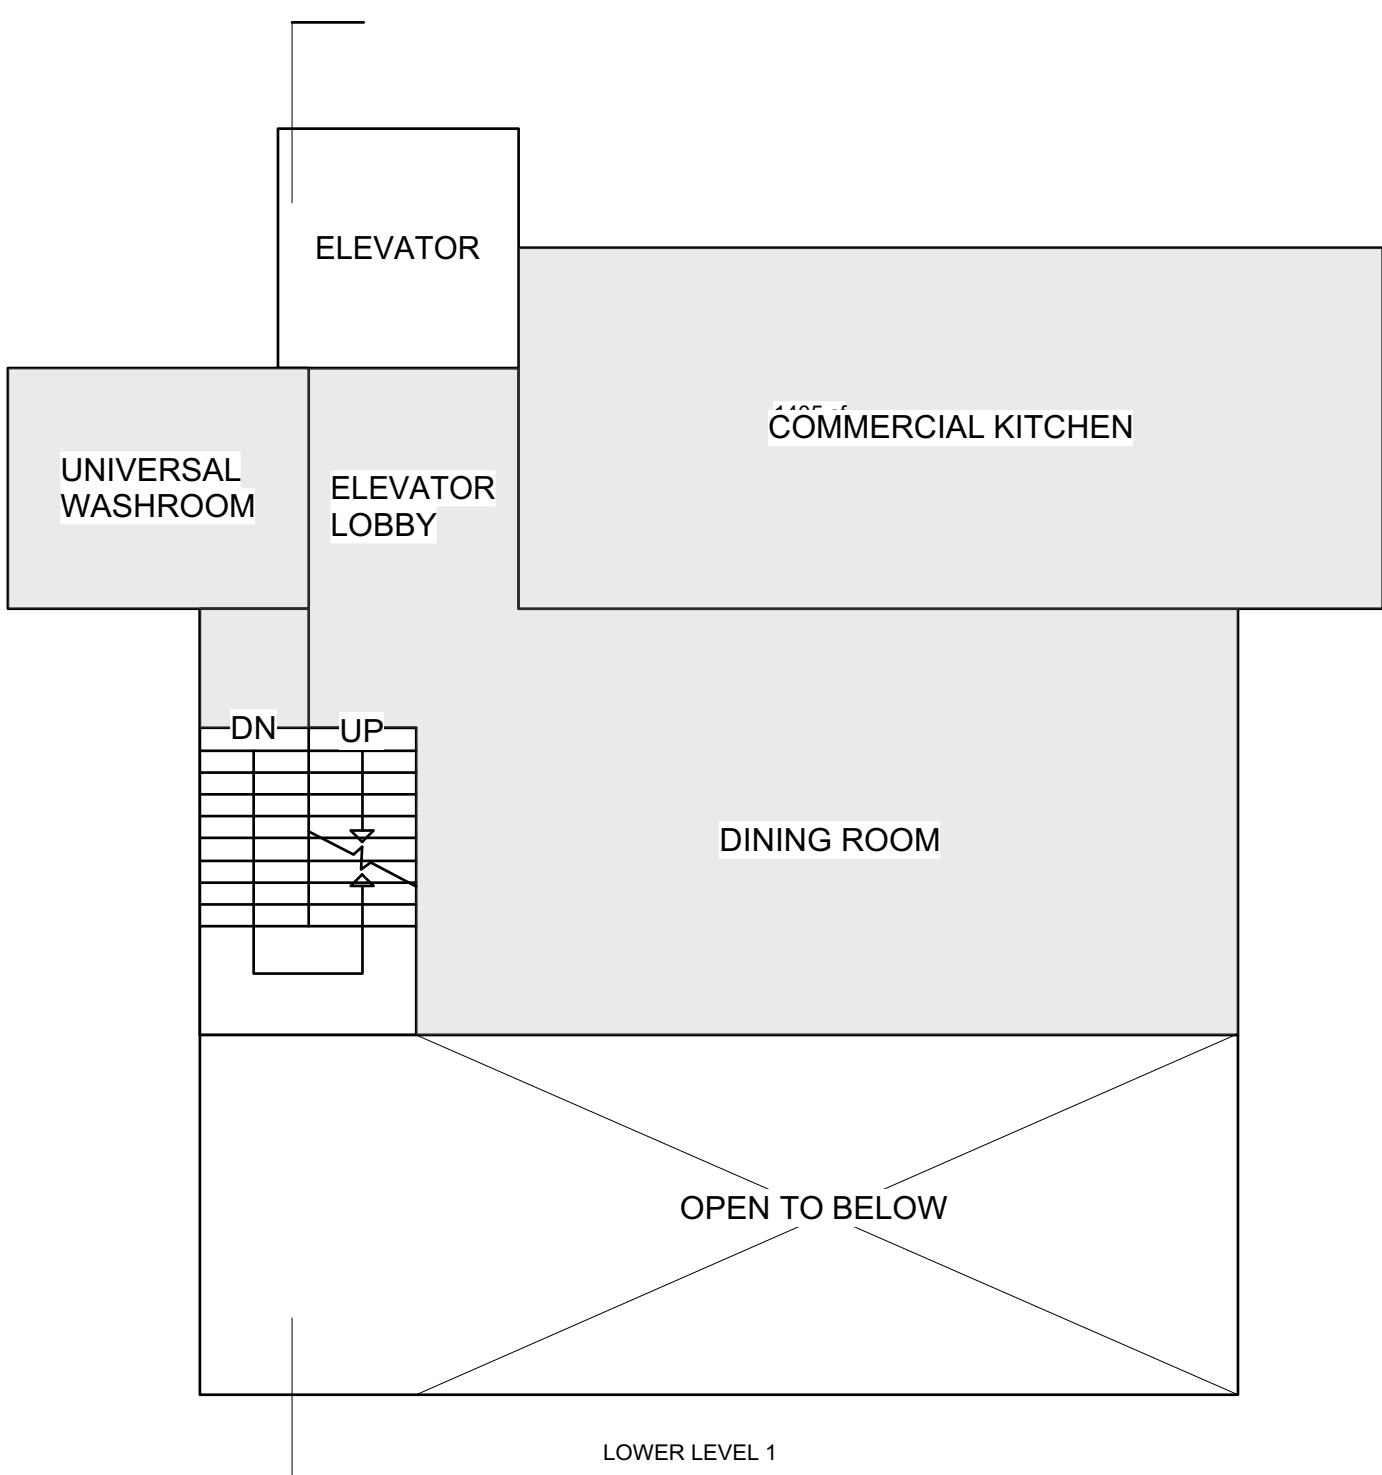 ELEVATOR
COMMERCIAL KITCHEN
UNIVERSAL
WASHROOM
ELEVATOR
LOBBY
DN
UP
DINING ROOM
OPEN TO BELOW
LOWER LEVEL 1